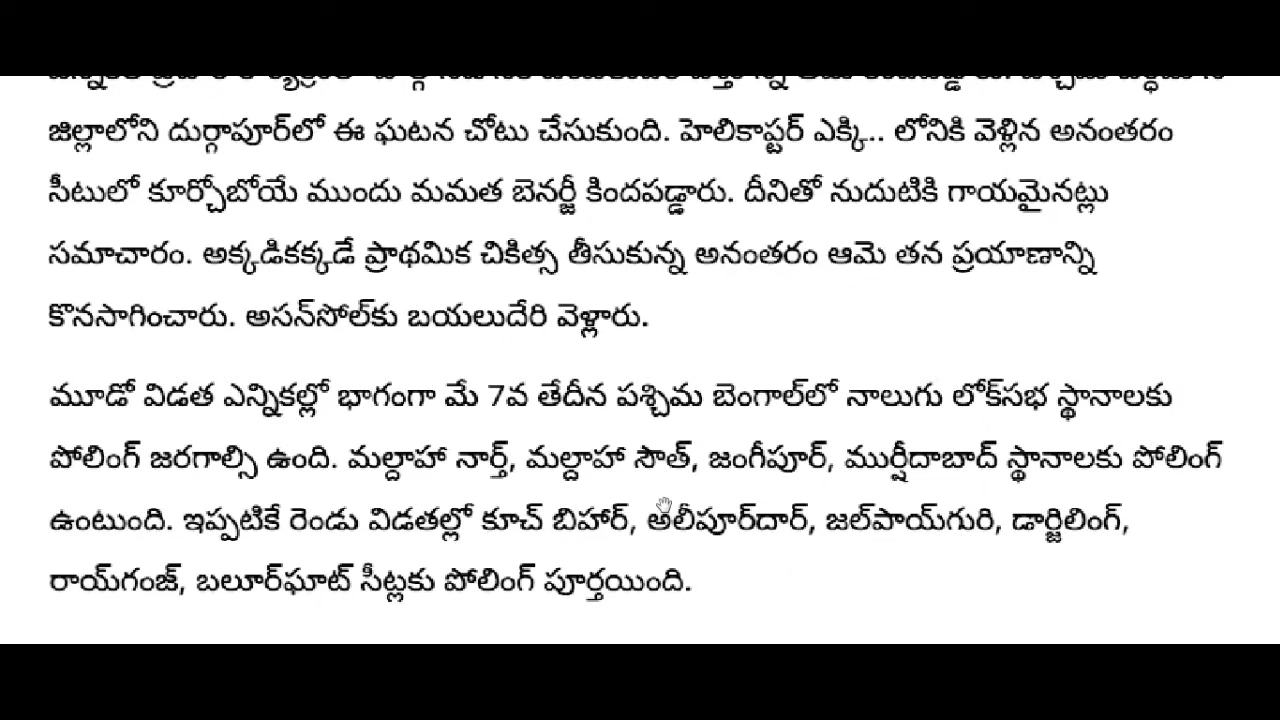 జిల్లాలోని దుర్గాపూర్‌లో ఈ ఘటన చోటు చేసుకుంది. హెలికాప్టర్ ఎక్కి.. లోనికి వెళ్లిన అనంతరం
సీటులో కూర్చోబోయే ముందు మమత బెనర్జీ కిందపడ్డారు. దీనితో నుదుటికి గాయమైనట్లు
సమాచారం. అక్కడికక్కడే ప్రాథమిక చికిత్స తీసుకున్న అనంతరం ఆమె తన ప్రయాణాన్ని
కొనసాగించారు. అసన్‌సోల్‌కు బయలుదేరి వెళ్లారు.
మూడో విడత ఎన్నికల్లో భాగంగా మే 7వ తేదీన పశ్చిమ బెంగాల్‌లో నాలుగు లోక్‌సభ స్థానాలకు
పోలింగ్ జరగాల్సి ఉంది. మల్దాహా నార్త్, మల్దాహా సౌత్, జంగీపూర్, ముర్షీదాబాద్ స్థానాలకు పోలింగ్
ఉంటుంది. ఇప్పటికే రెండు విడతల్లో కూచ్ బిహార్, అలీపూర్‌దార్, జల్‌పాయ్‌గురి, డార్జిలింగ్,
రాయ్‌గంజ్, బలూర్‌ఘాట్ సీట్లకు పోలింగ్ పూర్తయింది.